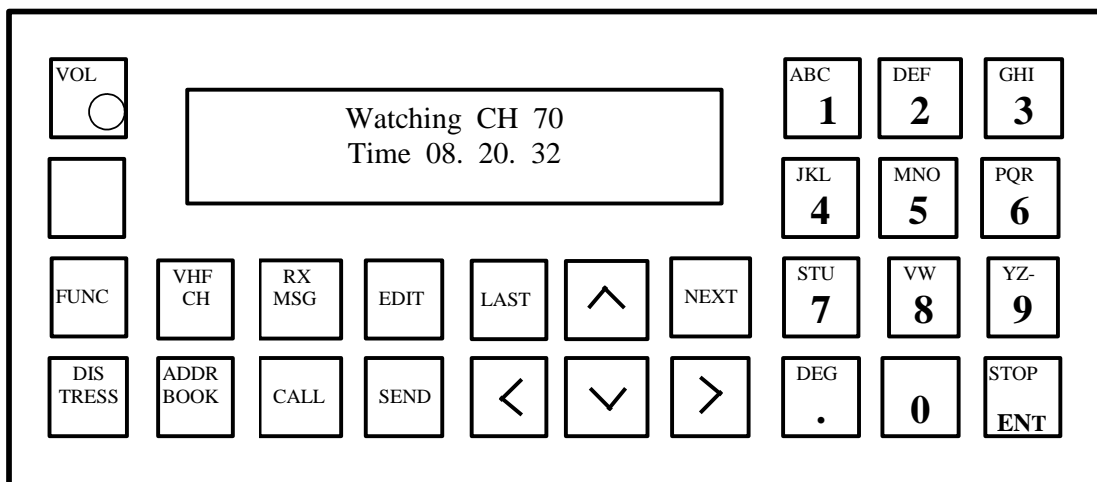 VOL
Watching CH 70
Time 08. 20. 32
ABC
1
DEF
2
GHI
3
JKL
4
MNO
5
PQR
6
FUNC
VHF
CH
RX
MSG
EDIT
LAST
NEXT
STU
7
VW
8
YZ-
9
DIS
TRESS
ADDR
BOOK
CALL
SEND
DEG
.
0
STOP
ENT